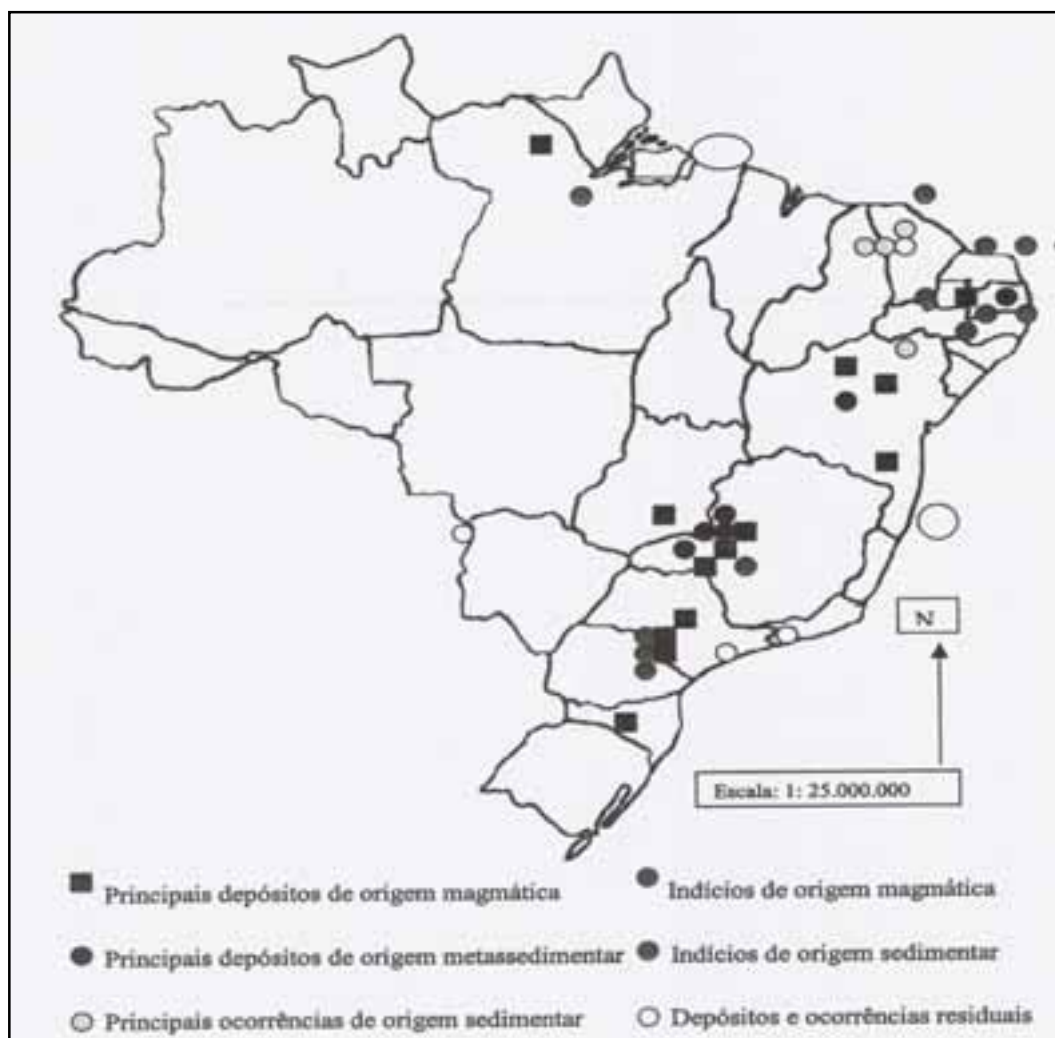 N
Escala: 1: 25.000.000
Principais depósitos de origem magmática
Indícios de origem magmática
Principais depósitos de origem metassedimentar
Indícios de origem sedimentar
Principais ocorrências de origem sedimentar
Depósitos e ocorrências residuais